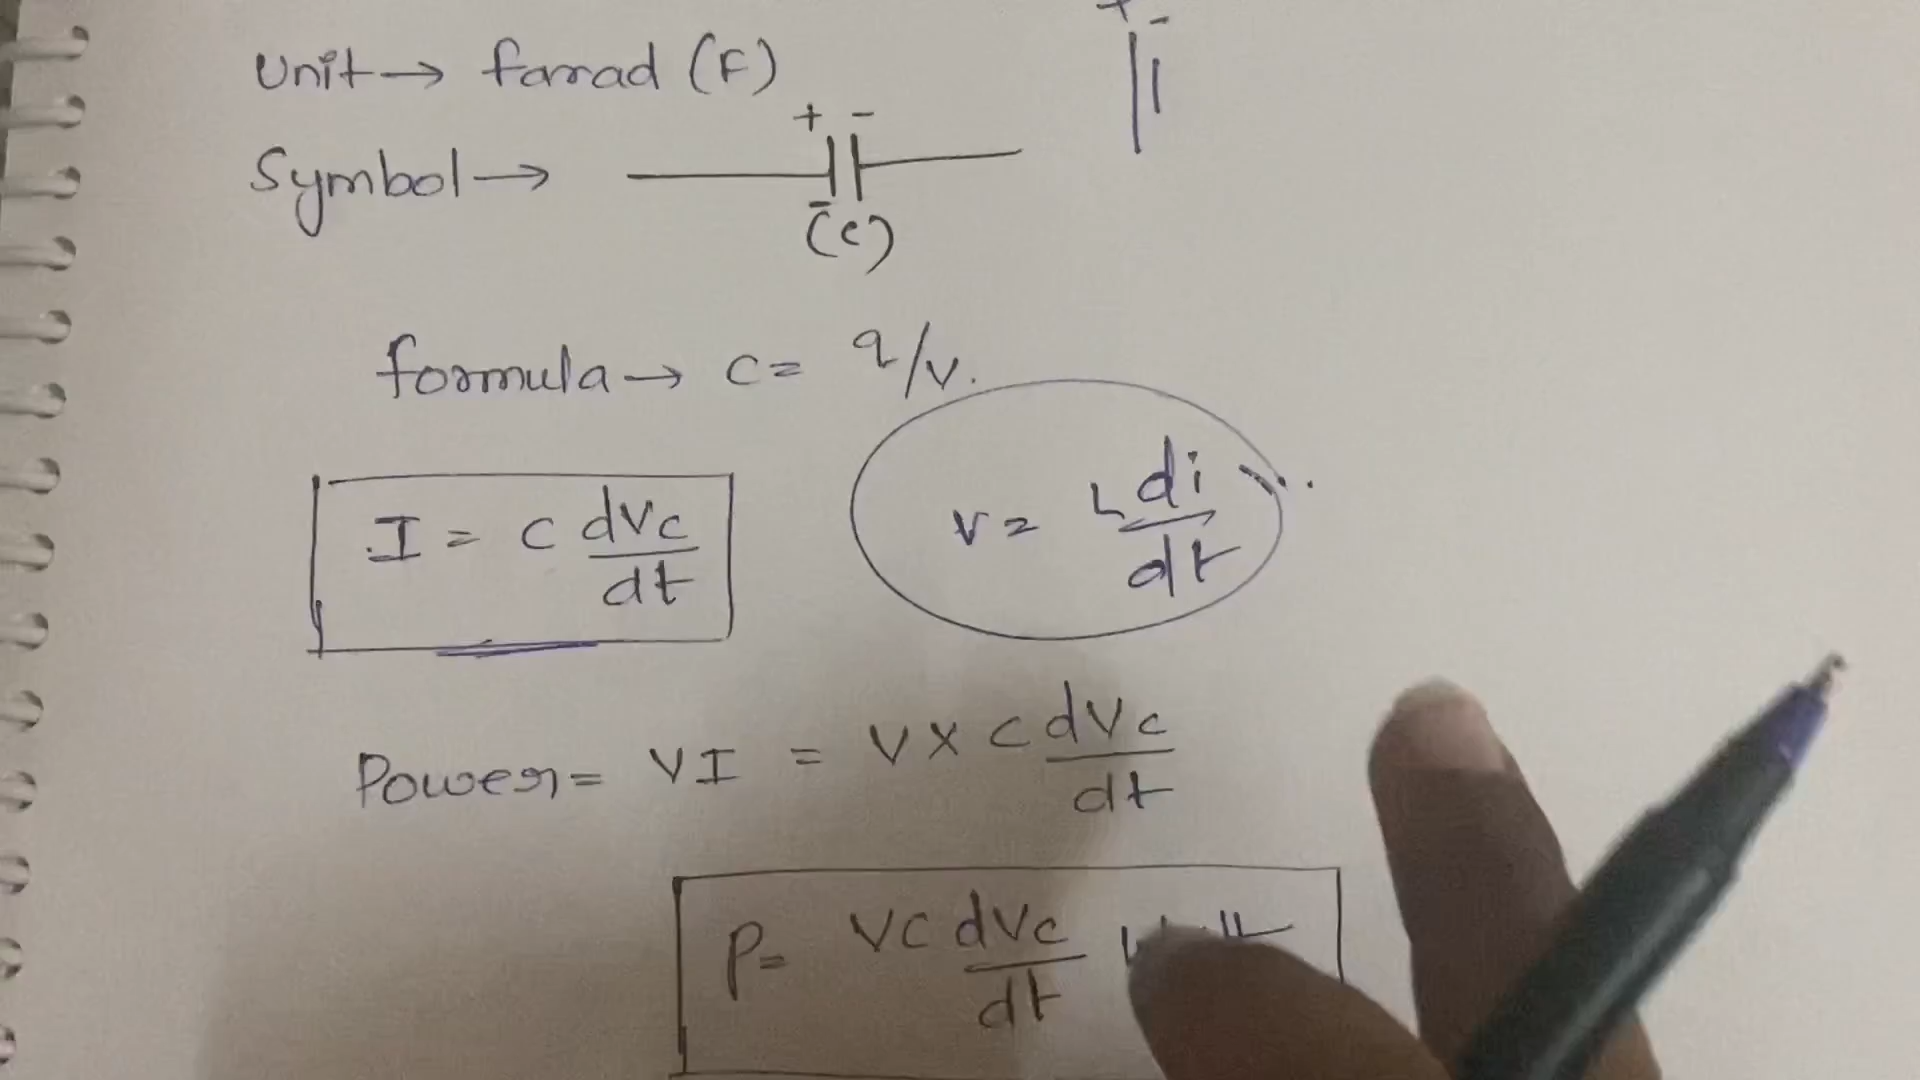 + -
Unit → farrad (F)
+ -
Symbol →
(c)
formula → C = q/v.
I = C dVc/dt
V = L di/dt
Power = VI = V X C dVc/dt
P = VC dVc/dt